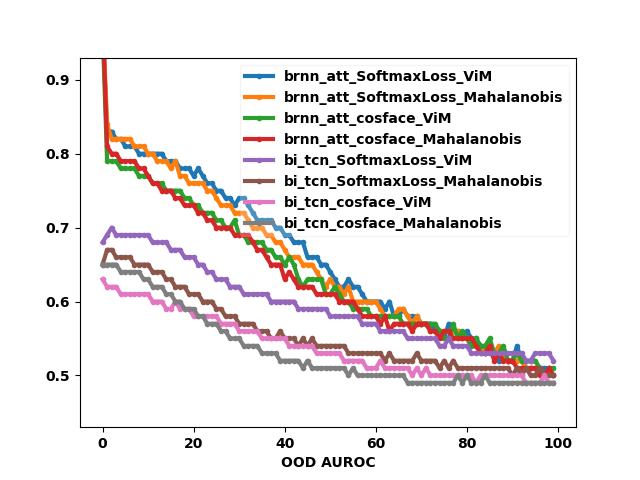 0.9
0.8
0.7
0.6
0.5
0
20
40
60
80
100
OOD AUROC
brnn_att_SoftmaxLoss_ViM
brnn_att_SoftmaxLoss_Mahalanobis
brnn_att_cosface_ViM
brnn_att_cosface_Mahalanobis
bi_tcn_SoftmaxLoss_ViM
bi_tcn_SoftmaxLoss_Mahalanobis
bi_tcn_cosface_ViM
bi_tcn_cosface_Mahalanobis